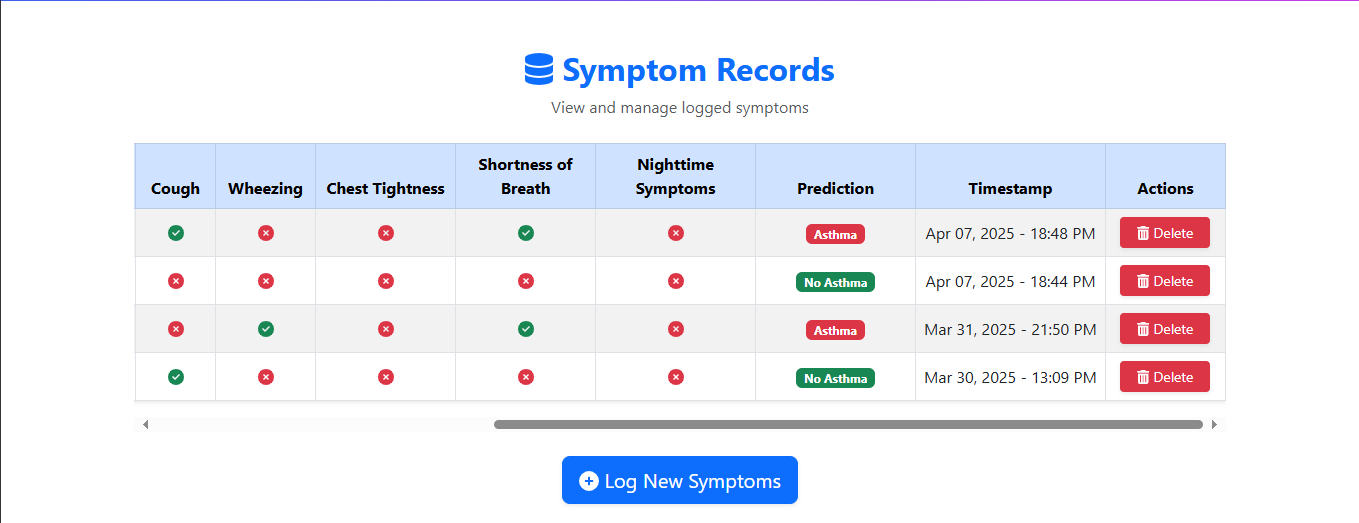 Symptom Records
View and manage logged symptoms
Cough Wheezing Chest Tightness Shortness of Breath Nighttime Symptoms Prediction Timestamp Actions
Asthma Apr 07, 2025 - 18:48 PM Delete
No Asthma Apr 07, 2025 - 18:44 PM Delete
Asthma Mar 31, 2025 - 21:50 PM Delete
No Asthma Mar 30, 2025 - 13:09 PM Delete
Log New Symptoms